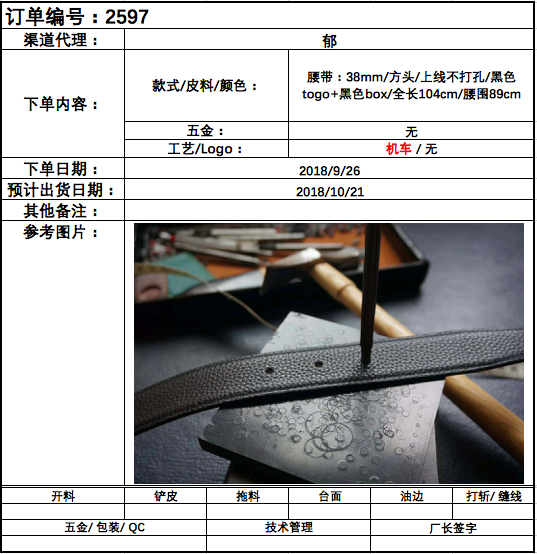 订单编号：2597
渠道代理：
郁
下单内容：
款式/皮料/颜色：
腰带：38mm/方头/上线不打孔/黑色
togo+黑色box/全长104cm/腰围89cm
五金：
无
工艺/Logo：
机车 / 无
下单日期：
2018/9/26
预计出货日期：
2018/10/21
其他备注：
参考图片：
开料
铲皮
拖料
台面
油边
打斩/ 缝线
五金/ 包装/ QC
技术管理
厂长签字